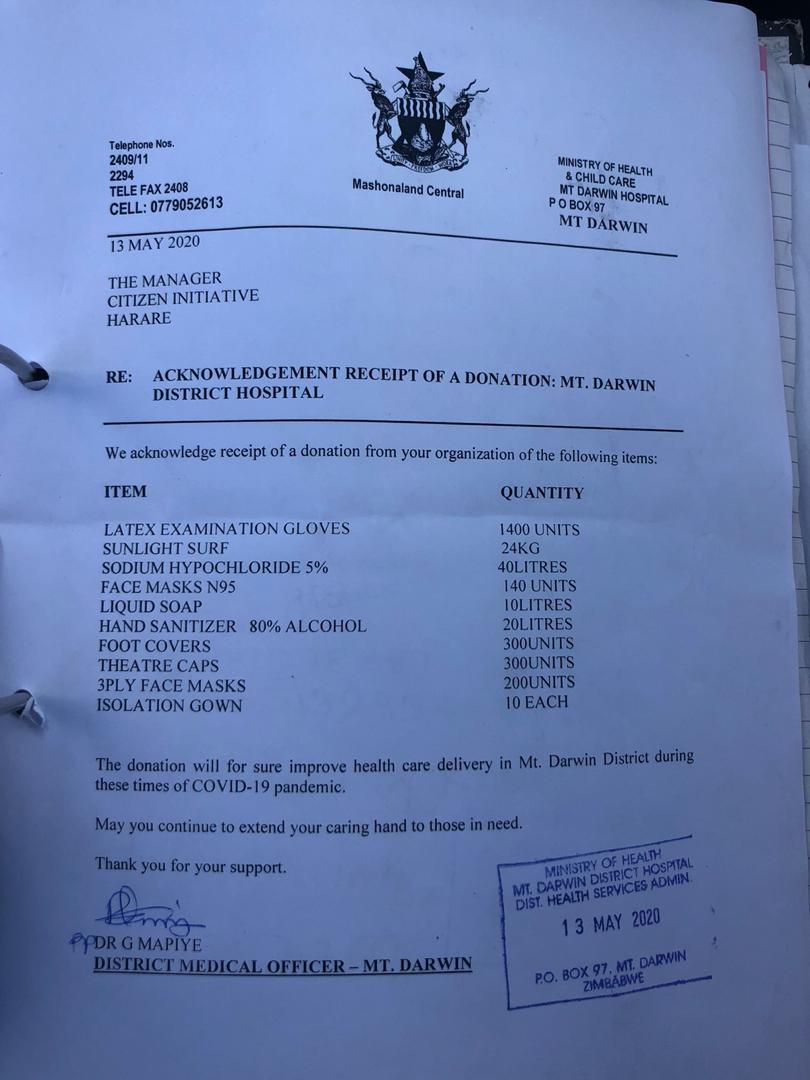 Telephone Nos.
2409/11
2294
TELE FAX 2408
CELL: 0779052613
Mashonaland Central
MINISTRY OF HEALTH
& CHILD CARE
MT DARWIN HOSPITAL
P O BOX 97
MT DARWIN
13 MAY 2020
THE MANAGER
CITIZEN INITIATIVE
HARARE
RE: ACKNOWLEDGEMENT RECEIPT OF A DONATION: MT. DARWIN
DISTRICT HOSPITAL
We acknowledge receipt of a donation from your organization of the following items:
ITEM QUANTITY
LATEX EXAMINATION GLOVES 1400 UNITS
SUNLIGHT SURF 24KG
SODIUM HYPOCHLORIDE 5% 40LITRES
FACE MASKS N95 140 UNITS
LIQUID SOAP 10LITRES
HAND SANITIZER 80% ALCOHOL 20LITRES
FOOT COVERS 300UNITS
THEATRE CAPS 300UNITS
3PLY FACE MASKS 200UNITS
ISOLATION GOWN 10 EACH
The donation will for sure improve health care delivery in Mt. Darwin District during
these times of COVID-19 pandemic.
May you continue to extend your caring hand to those in need.
Thank you for your support.
pp DR G MAPIYE
DISTRICT MEDICAL OFFICER – MT. DARWIN
MINISTRY OF HEALTH
MT. DARWIN DISTRICT HOSPITAL
DIST. HEALTH SERVICES ADMIN.
13 MAY 2020
P.O. BOX 97, MT. DARWIN
ZIMBABWE